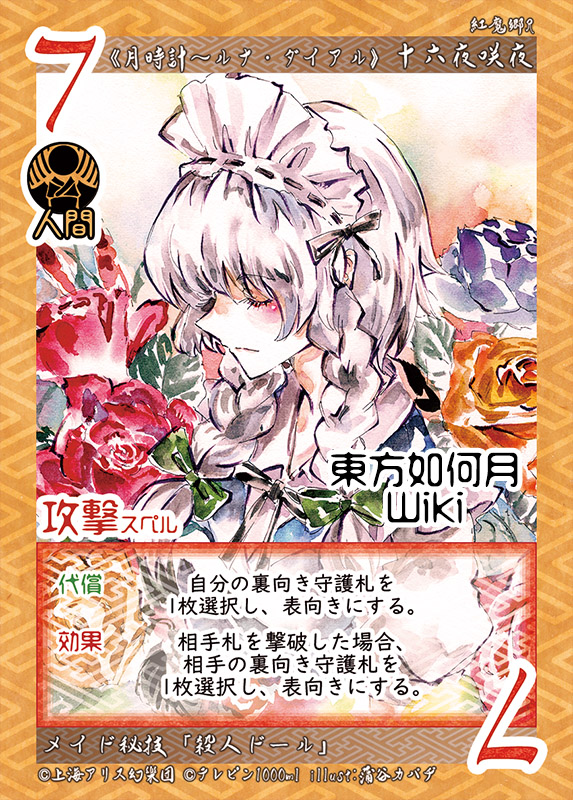 紅魔郷R
7
《月時計～ルナ・ダイアル》十六夜咲夜
人間
東方如何月
Wiki
攻撃スペル
代償
自分の裏向き守護札を
1枚選択し、表向きにする。
効果
相手札を撃破した場合、
相手の裏向き守護札を
1枚選択し、表向きにする。
7
メイド秘技「殺人ドール」
©上海アリス幻樂団 ©テレピン1000ml illust:蒲谷カバヂ